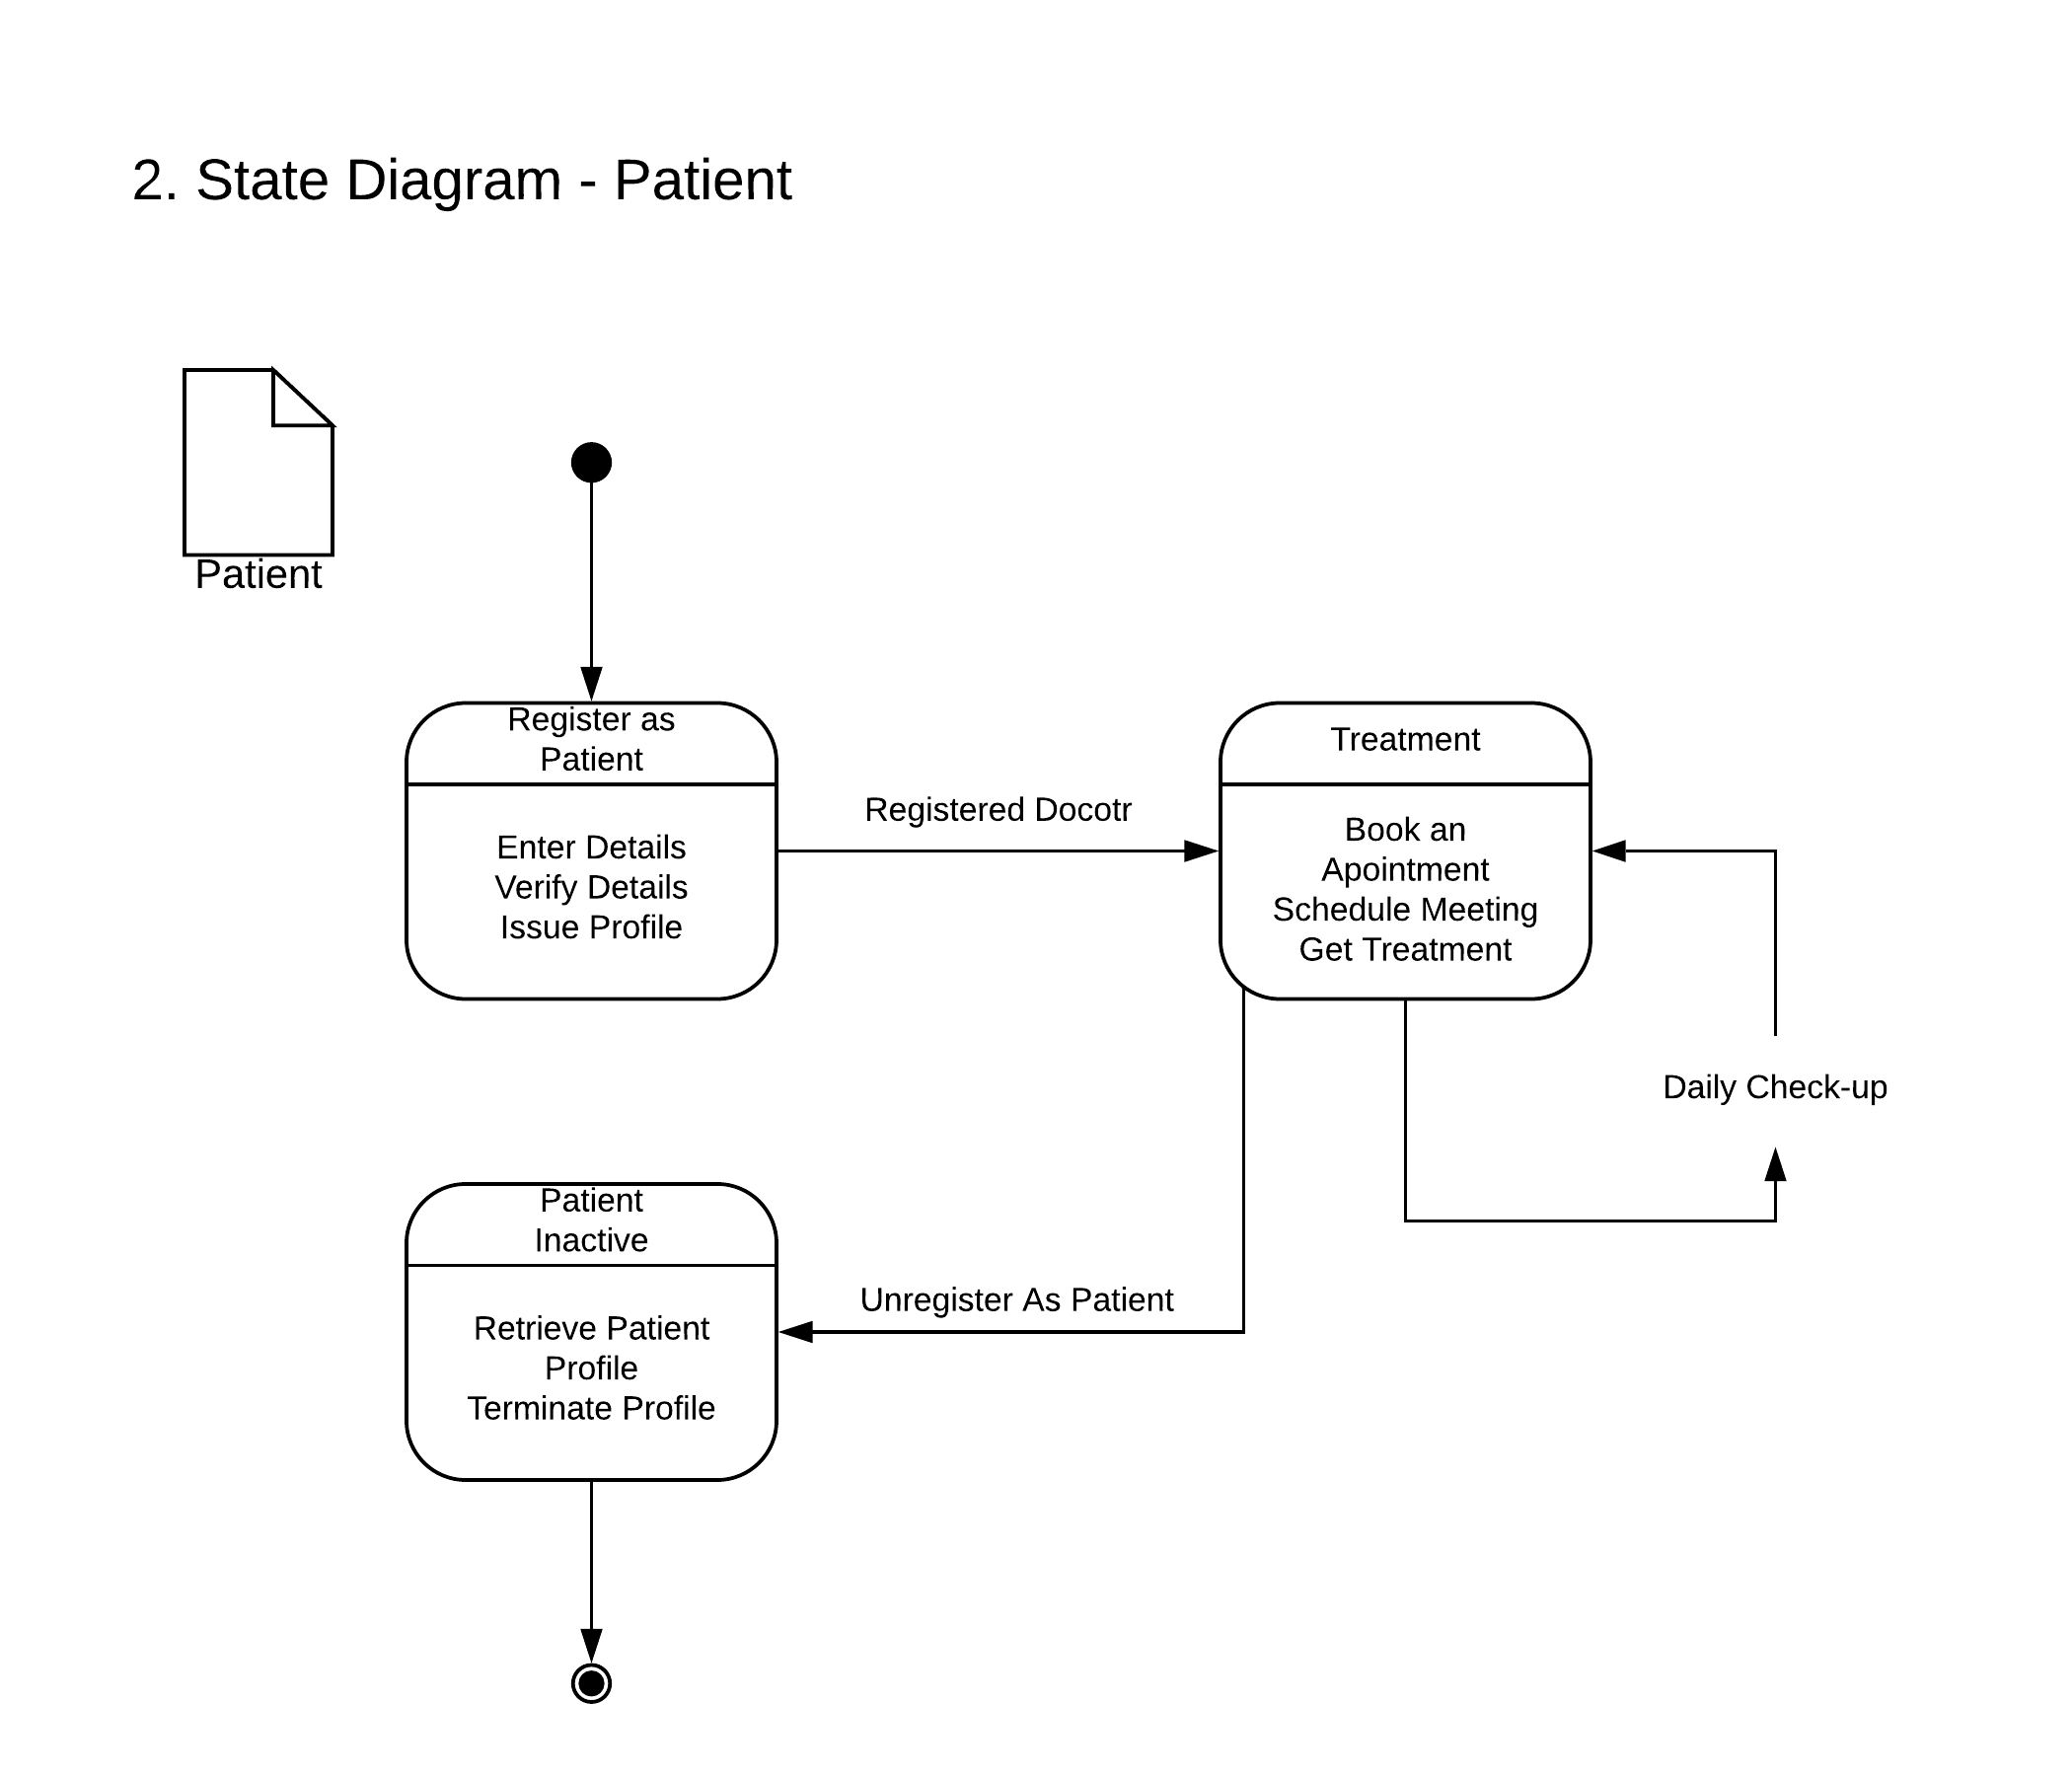 2. State Diagram - Patient
Patient
Register as
Patient
Enter Details
Verify Details
Issue Profile
Registered Docotr
Treatment
Book an
Apointment
Schedule Meeting
Get Treatment
Daily Check-up
Patient
Inactive
Retrieve Patient
Profile
Terminate Profile
Unregister As Patient